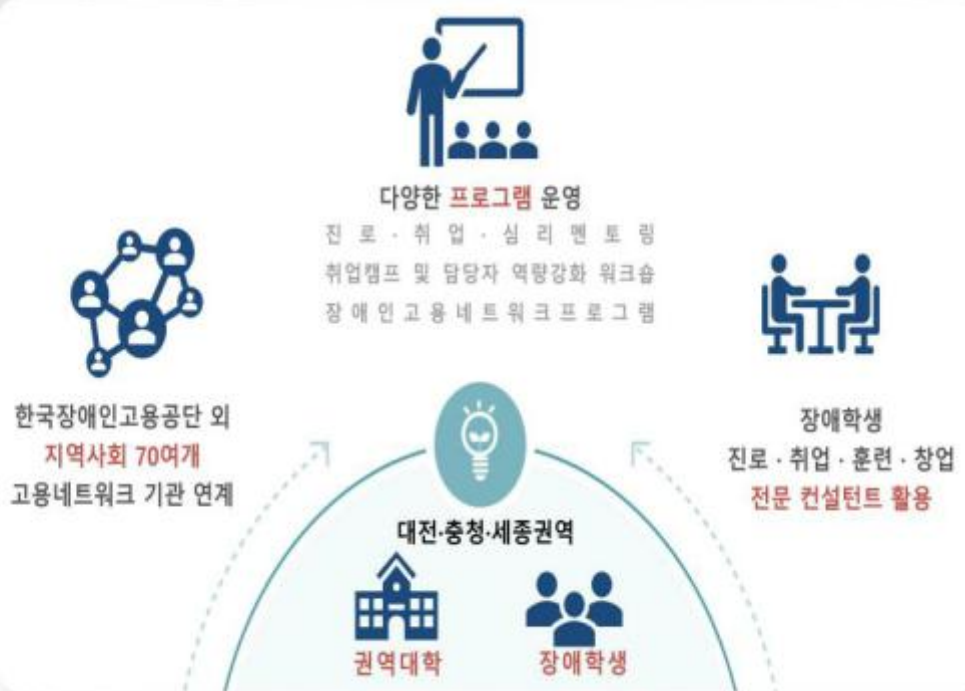 다양한 프로그램 운영
진로·취업·심리멘토링
취업캠프 및 담당자 역량강화 워크숍
장애인고용네트워크프로그램
한국장애인고용공단 외
지역사회 70여개
고용네트워크 기관 연계
장애학생
진로·취업·훈련·창업
전문 컨설턴트 활용
대전·충청·세종권역
권역대학
장애학생